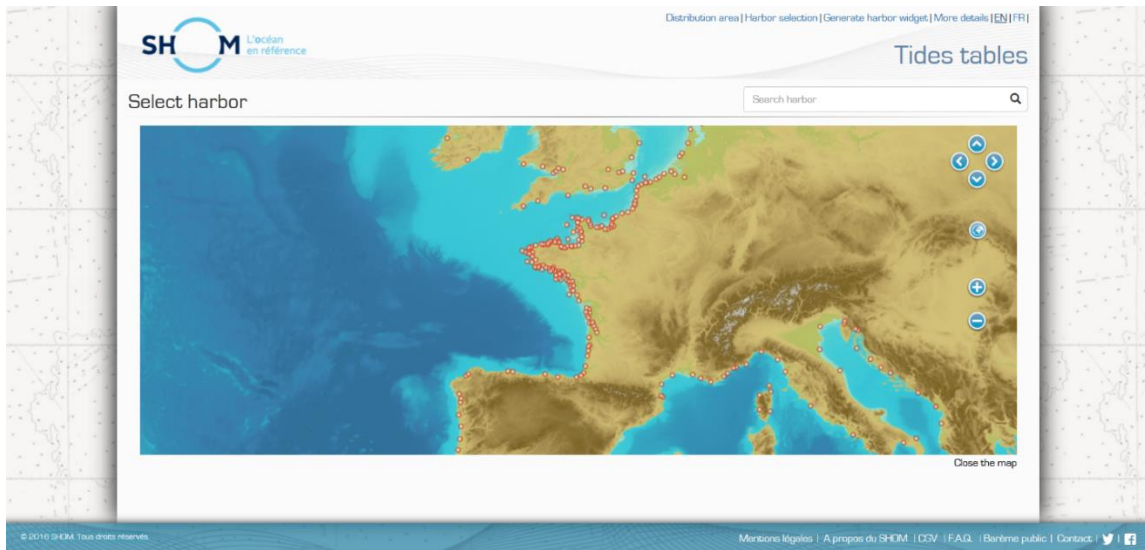 Distribution area | Harbor selection | Generate harbor widget | More details | EN | FR |
SHOM L'océan
en référence
Tides tables
Select harbor
Search harbor
Close the map
© 2016 SHOM. Tous droits réservés.
Mentions légales | A propos du SHOM | CGV | F.A.Q. | Barème public | Contact |